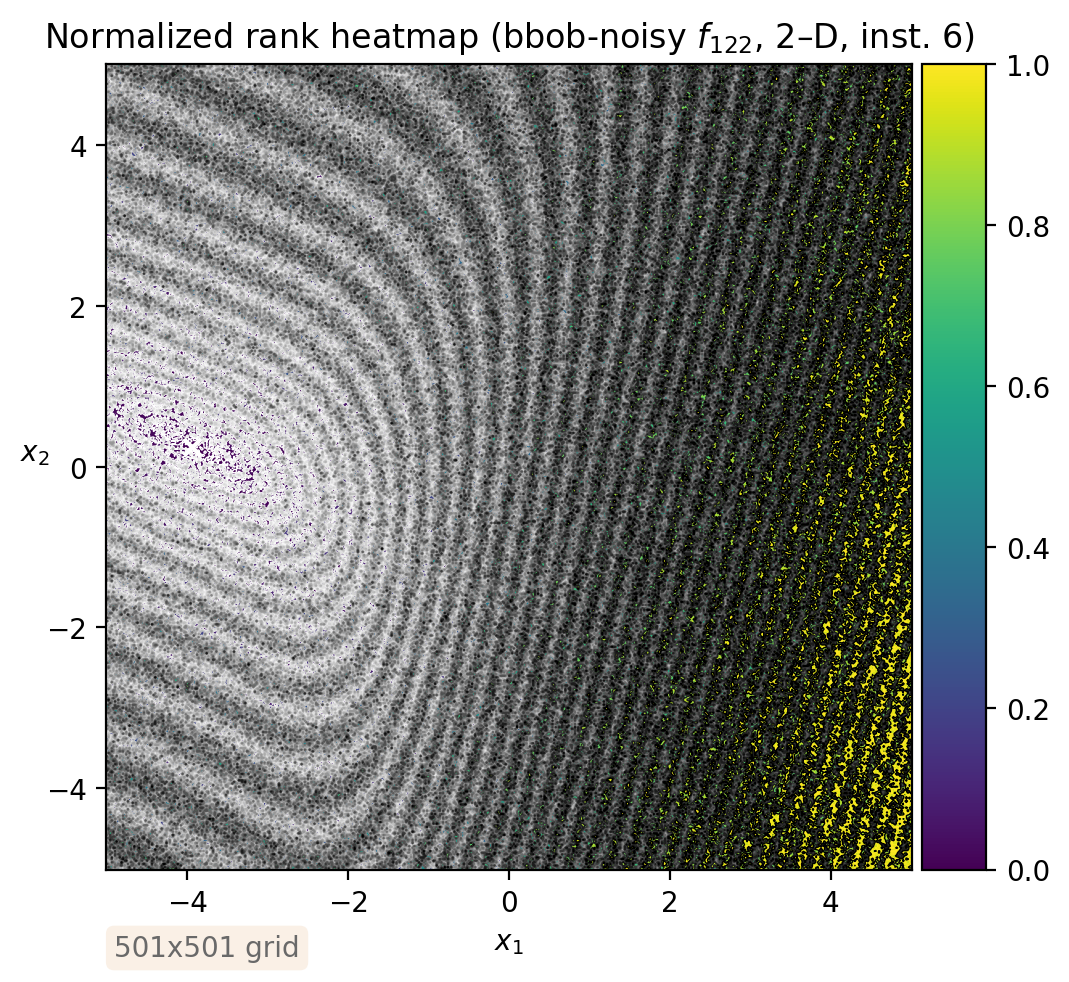 Normalized rank heatmap (bbob-noisy f₁₂₂, 2–D, inst. 6)
1.0
0.8
0.6
0.4
0.2
0.0
4
2
0
−2
−4
x₂
−4 −2 0 2 4
x₁
501x501 grid